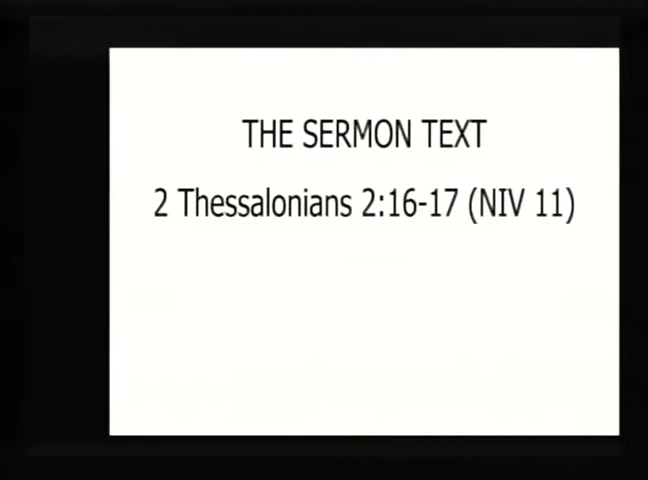 THE SERMON TEXT
2 Thessalonians 2:16-17 (NIV 11)